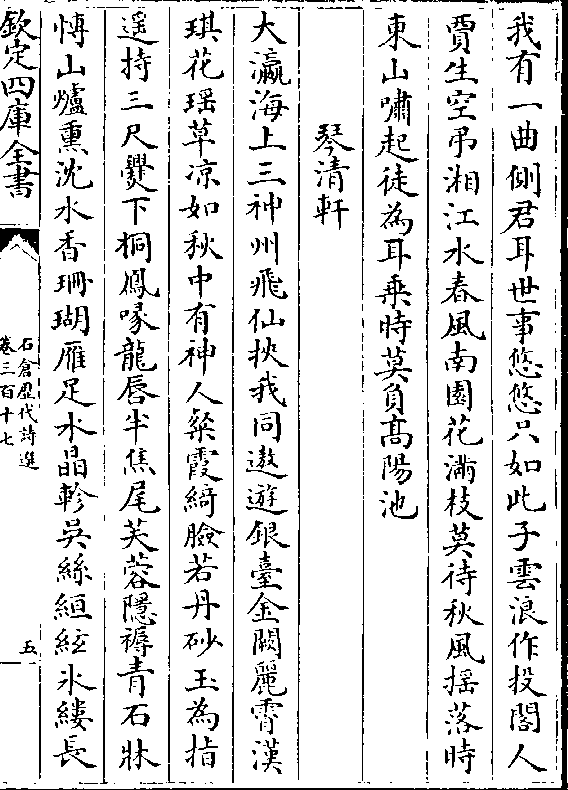 我有一曲側君耳世事悠悠只如此子雲浪作投閣人
賈生空弔湘江水春風南園花滿枝莫待秋風揺落時
東山嘯起徒為耳乗時莫負髙陽池
琴清軒
大瀛海上三神州飛仙挾我同遨遊銀臺金闕麗霄漢
琪花瑶草凉如秋中有神人粲霞綺臉若丹砂玉為指
遥持三尺爨下桐鳳喙龍唇半焦尾芙蓉隱褥青石牀
愽山爐熏沈水香珊瑚雁足水晶軫吳絲絙絃氷縷長
欽定四庫全書
石倉歷代詩選
卷三百十七
五